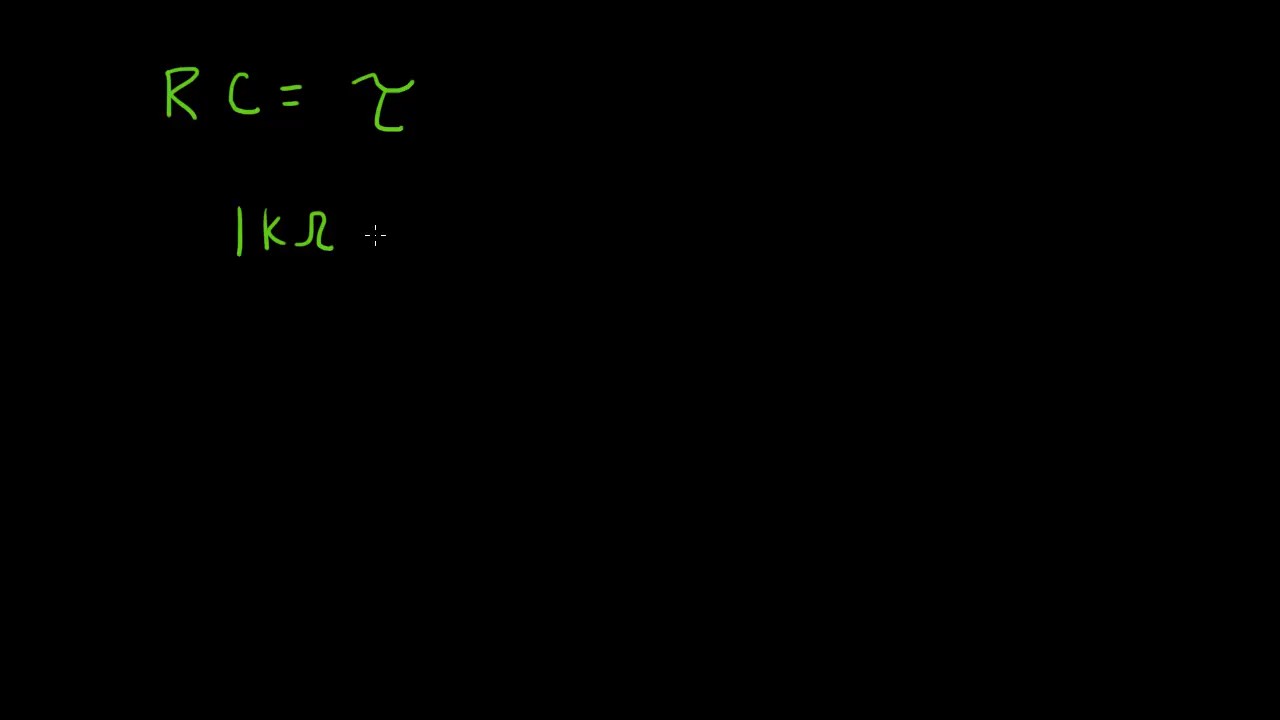 RC = τ
1kΩ